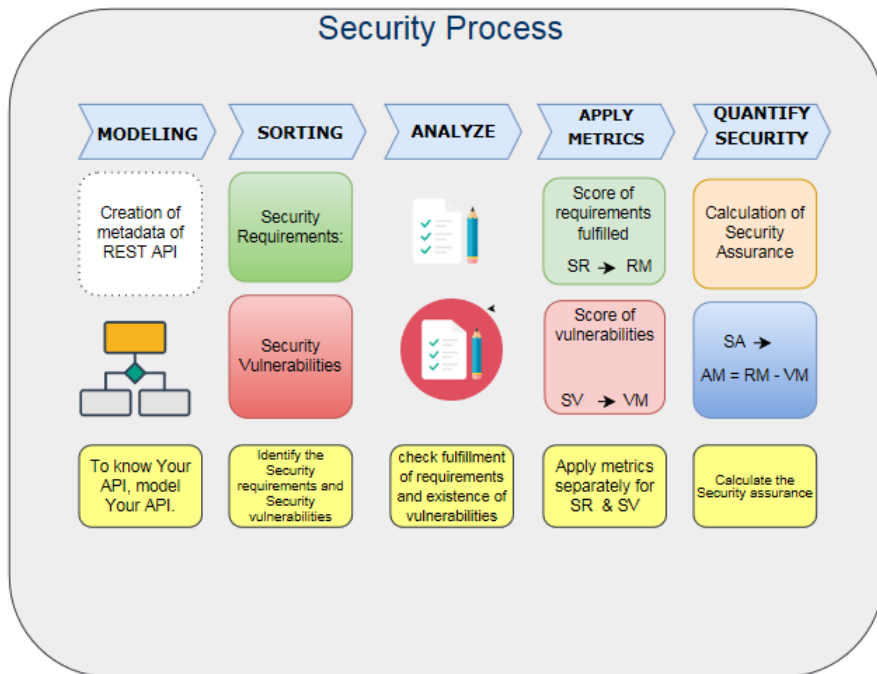 Security Process
MODELING
SORTING
ANALYZE
APPLY
METRICS
QUANTIFY
SECURITY
Creation of
metadata of
REST API
Security
Requirements:
Score of
requirements
fulfilled
SR → RM
Calculation of
Security
Assurance
Security
Vulnerabilities
Score of
vulnerabilities
SV → VM
SA →
AM = RM - VM
To know Your
API, model
Your API.
Identify the
Security
requirements and
Security
vulnerabilities
check fulfillment
of requirements
and existence of
vulnerabilities
Apply metrics
separately for
SR & SV
Calculate the
Security assurance